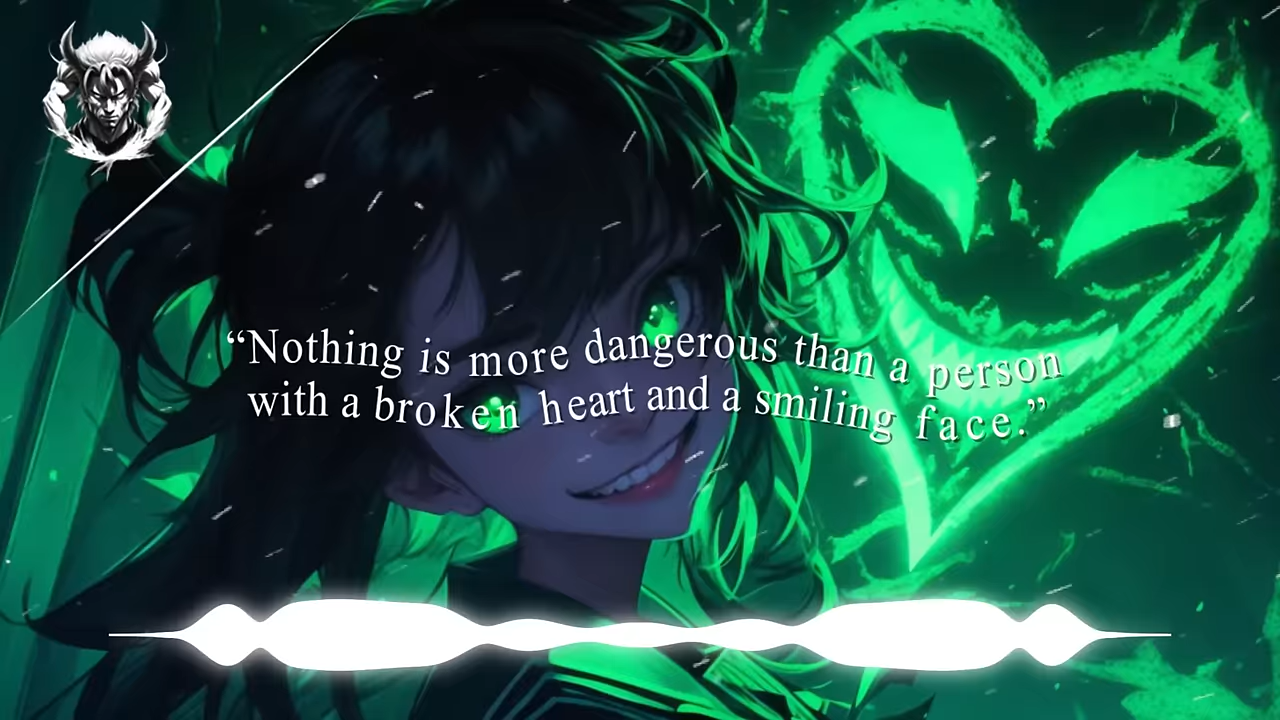 “Nothing is more dangerous than a person
with a broken heart and a smiling face.”